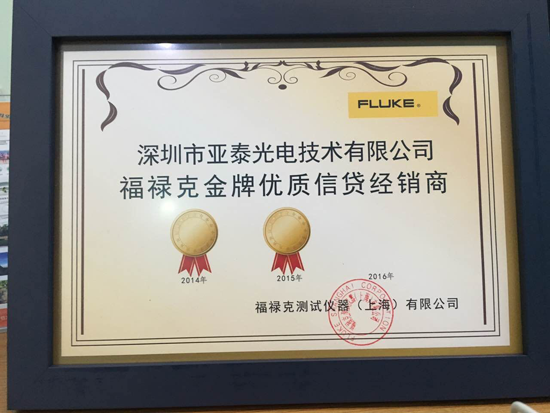 FLUKE®
深圳市亚泰光电技术有限公司
福禄克金牌优质信贷经销商
2014年 2015年 2016年
福禄克测试仪器（上海）有限公司